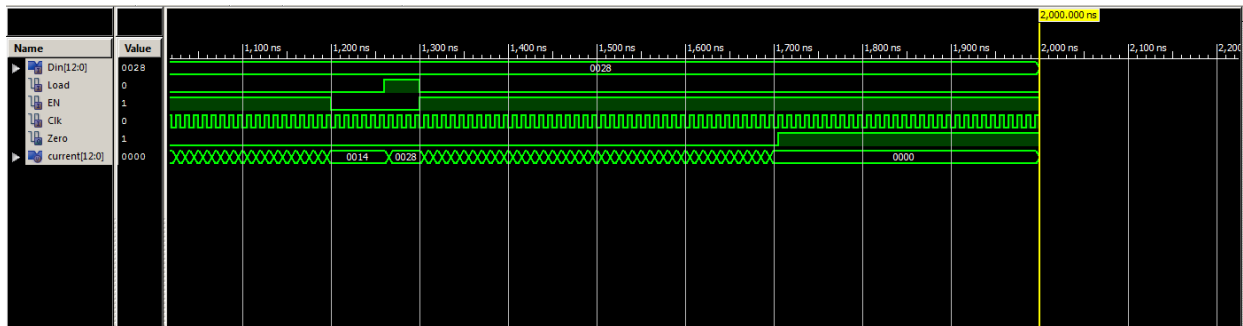 2,000.000 ns
Name Value 1,100 ns 1,200 ns 1,300 ns 1,400 ns 1,500 ns 1,600 ns 1,700 ns 1,800 ns 1,900 ns 2,000 ns 2,100 ns 2,200
Din[12:0] 0028 0028
Load 0
EN 1
Clk 0
Zero 1
current[12:0] 0000 0014 0028 0000